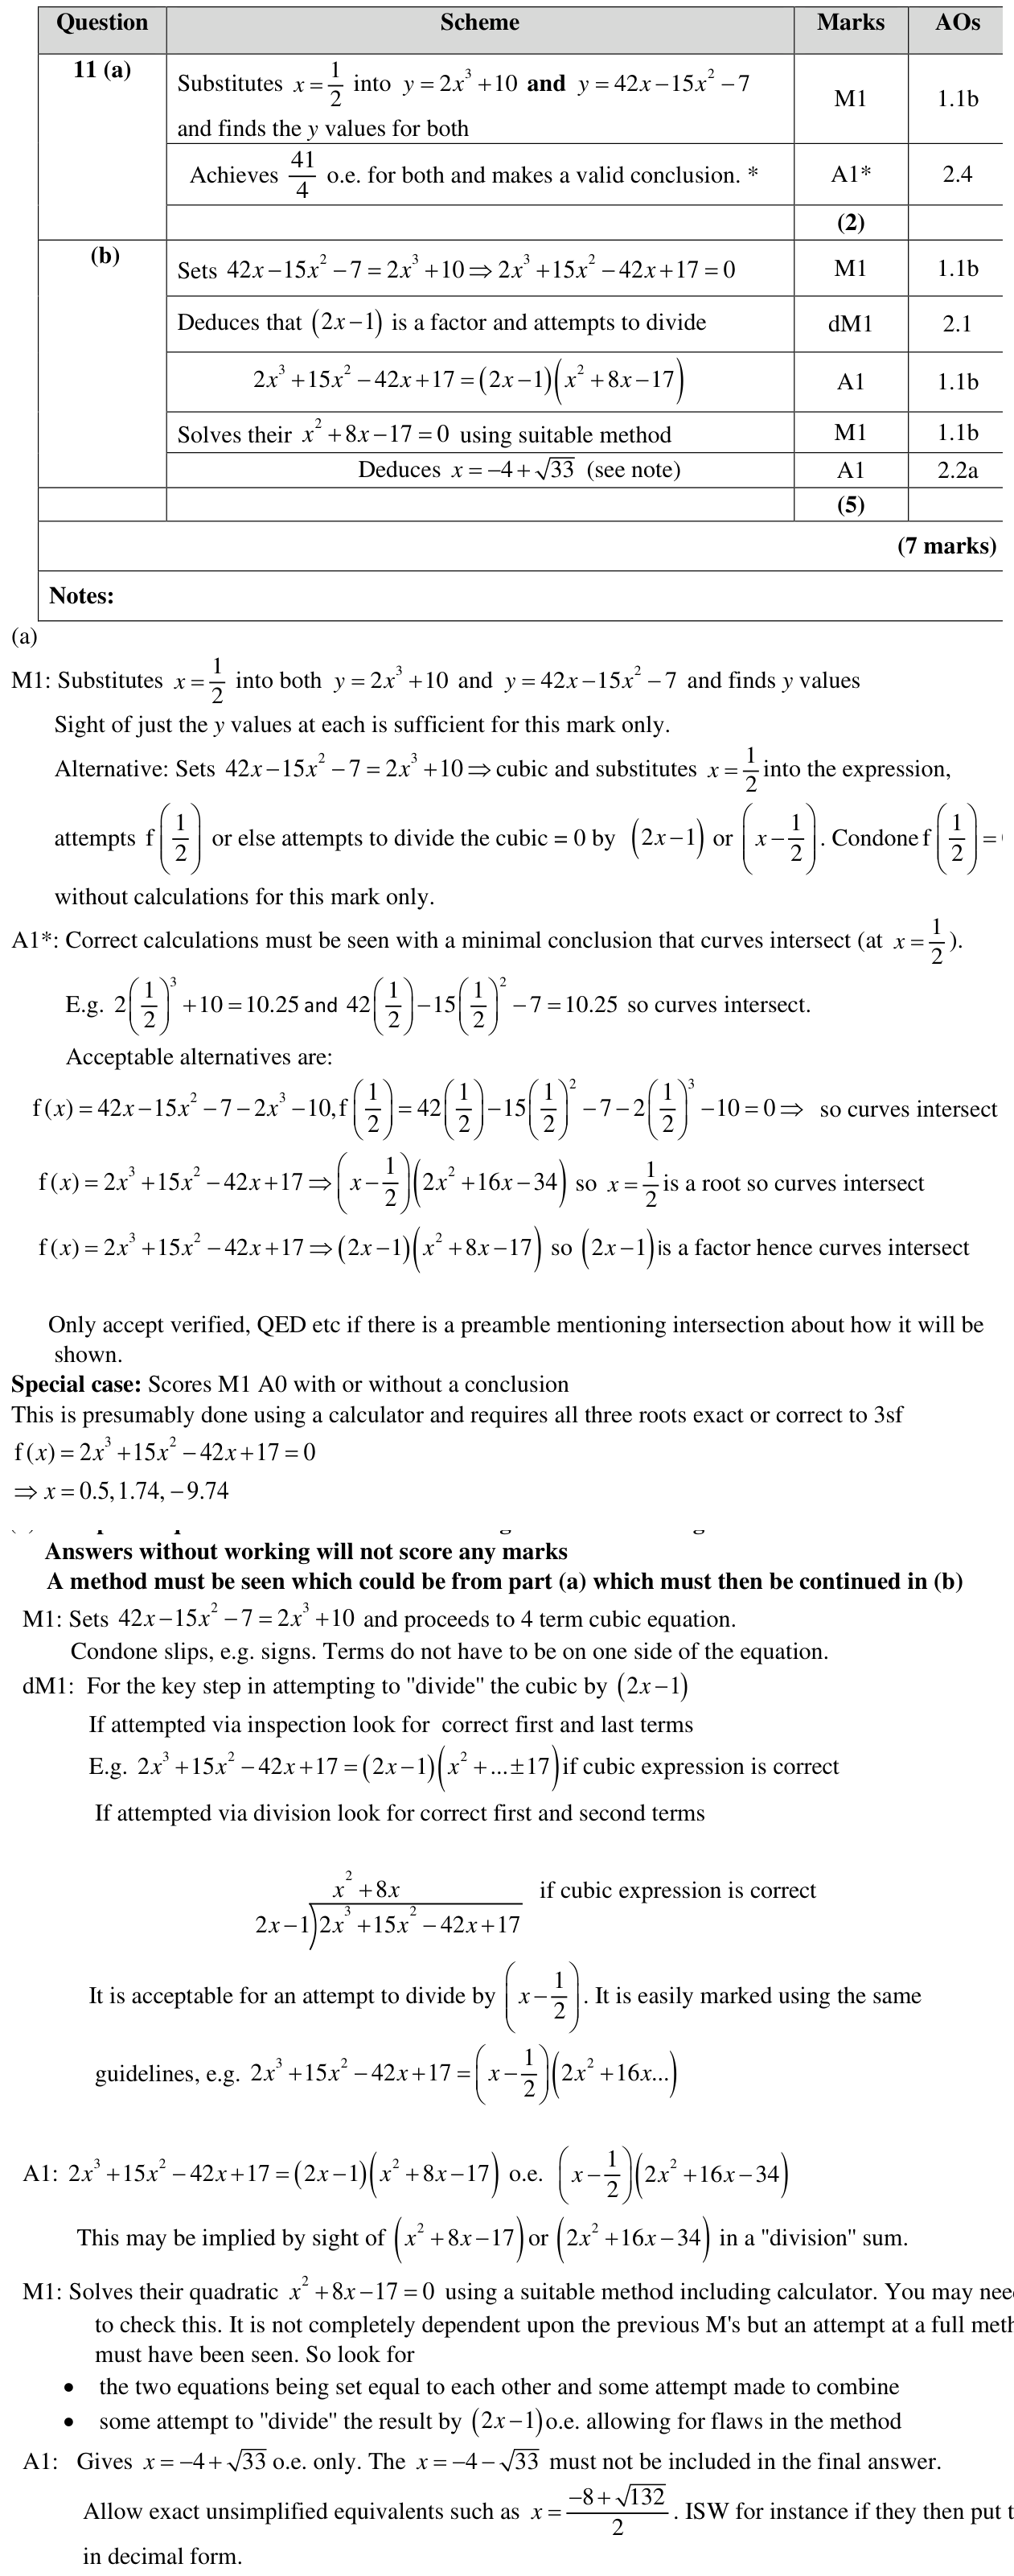 Question Scheme Marks AOs
11 (a) Substitutes x = 1/2 into y = 2x³ + 10 and y = 42x − 15x² − 7
and finds the y values for both M1 1.1b
Achieves 41/4 o.e. for both and makes a valid conclusion. * A1* 2.4
(2)
(b) Sets 42x − 15x² − 7 = 2x³ + 10 ⇒ 2x³ + 15x² − 42x + 17 = 0 M1 1.1b
Deduces that (2x − 1) is a factor and attempts to divide dM1 2.1
2x³ + 15x² − 42x + 17 = (2x − 1)(x² + 8x − 17) A1 1.1b
Solves their x² + 8x − 17 = 0 using suitable method M1 1.1b
Deduces x = −4 + √33 (see note) A1 2.2a
(5)
(7 marks)
Notes:
(a)
M1: Substitutes x = 1/2 into both y = 2x³ + 10 and y = 42x − 15x² − 7 and finds y values
Sight of just the y values at each is sufficient for this mark only.
Alternative: Sets 42x − 15x² − 7 = 2x³ + 10 ⇒ cubic and substitutes x = 1/2 into the expression,
attempts f(1/2) or else attempts to divide the cubic = 0 by (2x − 1) or (x − 1/2). Condone f(1/2) =
without calculations for this mark only.
A1*: Correct calculations must be seen with a minimal conclusion that curves intersect (at x = 1/2).
E.g. 2(1/2)³ + 10 = 10.25 and 42(1/2) − 15(1/2)² − 7 = 10.25 so curves intersect.
Acceptable alternatives are:
f(x) = 42x − 15x² − 7 − 2x³ − 10, f(1/2) = 42(1/2) − 15(1/2)² − 7 − 2(1/2)³ − 10 = 0 ⇒ so curves intersect
f(x) = 2x³ + 15x² − 42x + 17 ⇒ (x − 1/2)(2x² + 16x − 34) so x = 1/2 is a root so curves intersect
f(x) = 2x³ + 15x² − 42x + 17 ⇒ (2x − 1)(x² + 8x − 17) so (2x − 1) is a factor hence curves intersect
Only accept verified, QED etc if there is a preamble mentioning intersection about how it will be
shown.
Special case: Scores M1 A0 with or without a conclusion
This is presumably done using a calculator and requires all three roots exact or correct to 3sf
f(x) = 2x³ + 15x² − 42x + 17 = 0
⇒ x = 0.5, 1.74, −9.74
Answers without working will not score any marks
A method must be seen which could be from part (a) which must then be continued in (b)
M1: Sets 42x − 15x² − 7 = 2x³ + 10 and proceeds to 4 term cubic equation.
Condone slips, e.g. signs. Terms do not have to be on one side of the equation.
dM1: For the key step in attempting to "divide" the cubic by (2x − 1)
If attempted via inspection look for correct first and last terms
E.g. 2x³ + 15x² − 42x + 17 = (2x − 1)(x² + ... ± 17) if cubic expression is correct
If attempted via division look for correct first and second terms
x² + 8x if cubic expression is correct
2x − 1)2x³ + 15x² − 42x + 17
It is acceptable for an attempt to divide by (x − 1/2). It is easily marked using the same
guidelines, e.g. 2x³ + 15x² − 42x + 17 = (x − 1/2)(2x² + 16x...)
A1: 2x³ + 15x² − 42x + 17 = (2x − 1)(x² + 8x − 17) o.e. (x − 1/2)(2x² + 16x − 34)
This may be implied by sight of (x² + 8x − 17) or (2x² + 16x − 34) in a "division" sum.
M1: Solves their quadratic x² + 8x − 17 = 0 using a suitable method including calculator. You may nee
to check this. It is not completely dependent upon the previous M's but an attempt at a full meth
must have been seen. So look for
• the two equations being set equal to each other and some attempt made to combine
• some attempt to "divide" the result by (2x − 1) o.e. allowing for flaws in the method
A1: Gives x = −4 + √33 o.e. only. The x = −4 − √33 must not be included in the final answer.
Allow exact unsimplified equivalents such as x = (−8 + √132)/2. ISW for instance if they then put t
in decimal form.